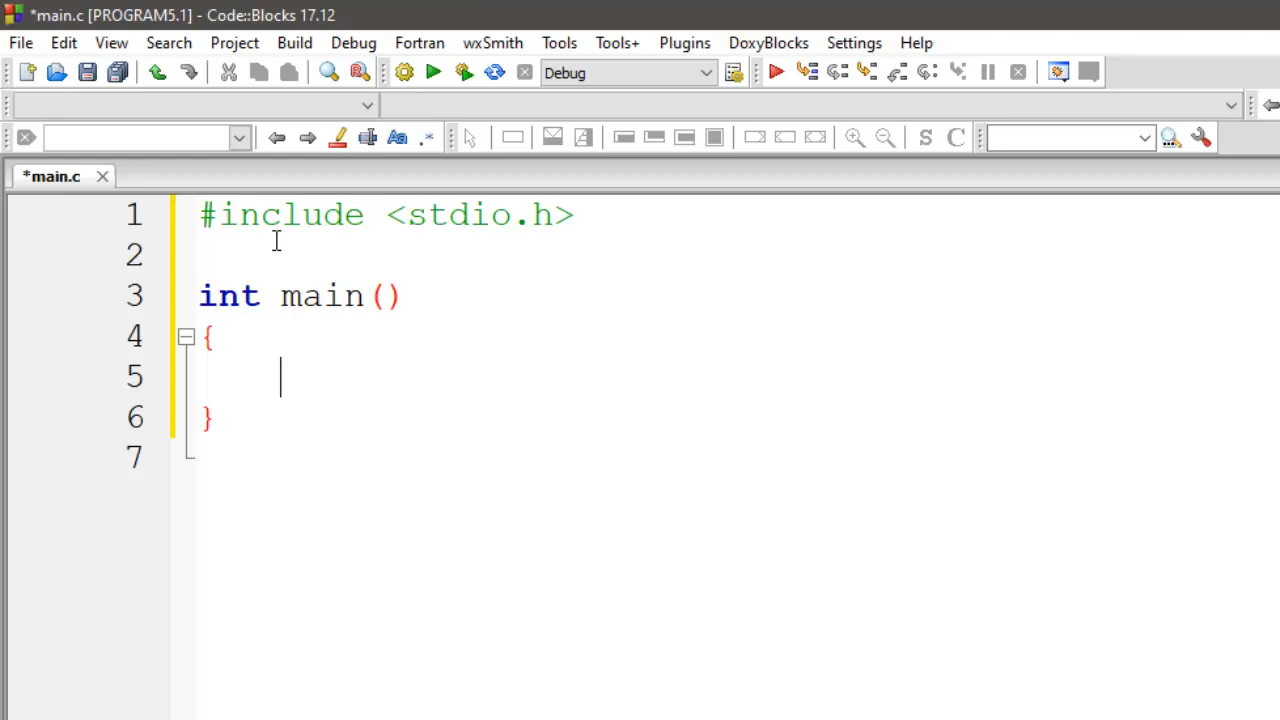 *main.c [PROGRAM5.1] - Code::Blocks 17.12
File Edit View Search Project Build Debug Fortran wxSmith Tools Tools+ Plugins DoxyBlocks Settings Help
Debug
S C
*main.c
1 #include <stdio.h>
2
3 int main()
4 {
5
6 }
7